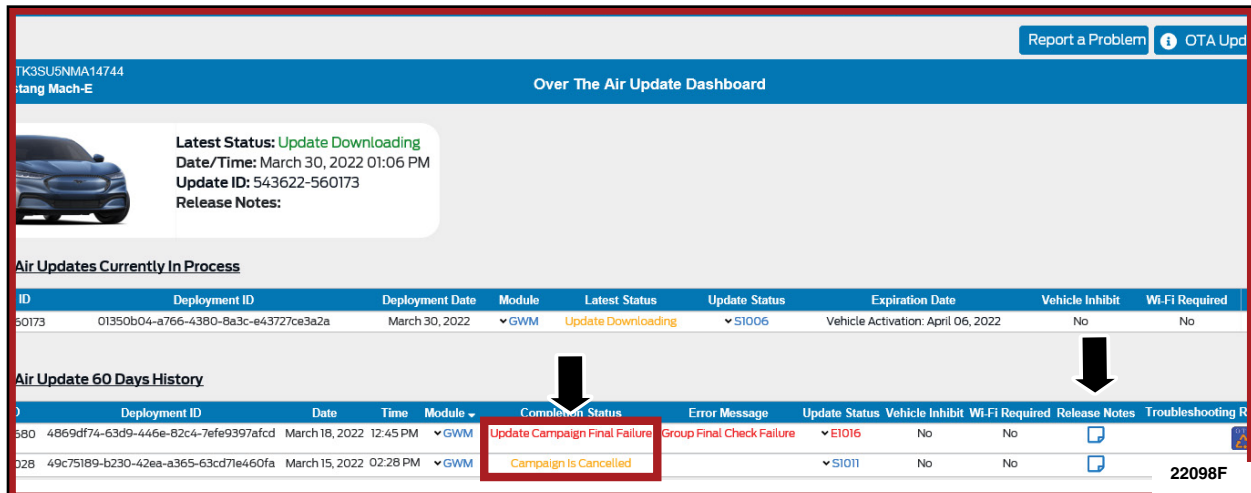 Report a Problem
OTA Upd
TK3SU5NMA14744
stang Mach-E
Over The Air Update Dashboard
Latest Status: Update Downloading
Date/Time: March 30, 2022 01:06 PM
Update ID: 543622-560173
Release Notes:
Air Updates Currently In Process
ID Deployment ID Deployment Date Module Latest Status Update Status Expiration Date Vehicle Inhibit Wi-Fi Required
60173 01350b04-a766-4380-8a3c-e43727ce3a2a March 30, 2022 GWM Update Downloading S1006 Vehicle Activation: April 06, 2022 No No
Air Update 60 Days History
Deployment ID Date Time Module Completion Status Error Message Update Status Vehicle Inhibit Wi-Fi Required Release Notes Troubleshooting R
680 4869df74-63d9-446e-82c4-7efe9397afcd March 18, 2022 12:45 PM GWM Update Campaign Final Failure Group Final Check Failure E1016 No No
028 49c75189-b230-42ea-a365-63cd71e460fa March 15, 2022 02:28 PM GWM Campaign Is Cancelled S1011 No No
22098F